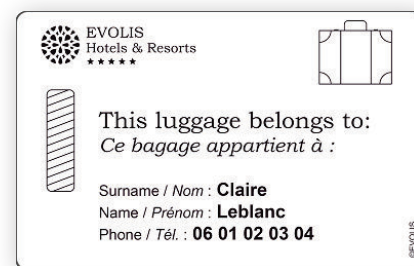 EVOLIS
Hotels & Resorts
★★★★★
This luggage belongs to:
Ce bagage appartient à :
Surname / Nom : Claire
Name / Prénom : Leblanc
Phone / Tél. : 06 01 02 03 04
©EVOLIS